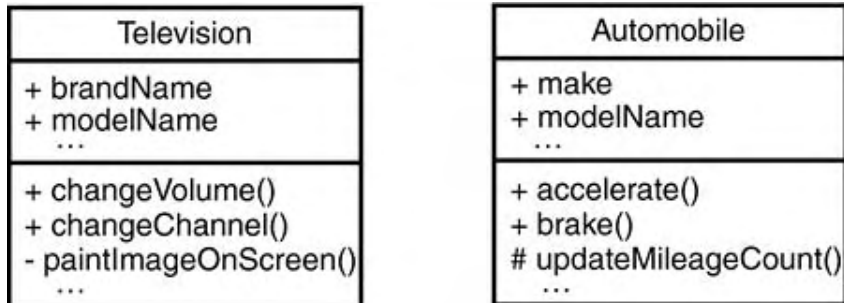 Television
+ brandName
+ modelName
...
+ changeVolume()
+ changeChannel()
- paintImageOnScreen()
...
Automobile
+ make
+ modelName
...
+ accelerate()
+ brake()
# updateMileageCount()
...